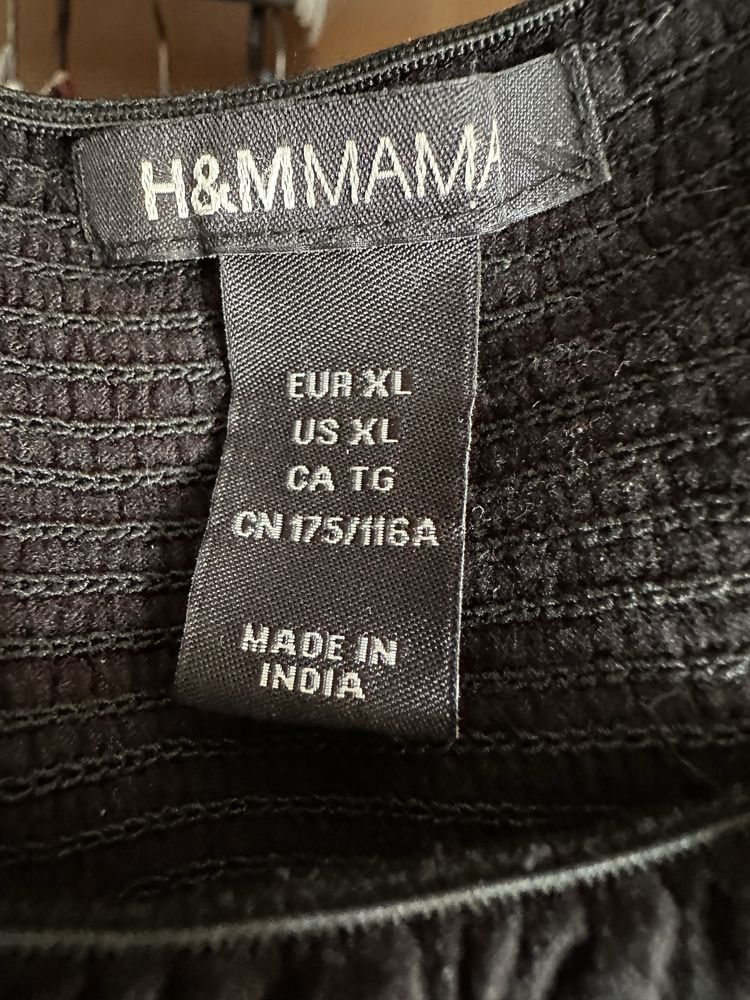 H&MMAMA
EUR XL
US XL
CA TG
CN 175/116A
MADE IN
INDIA